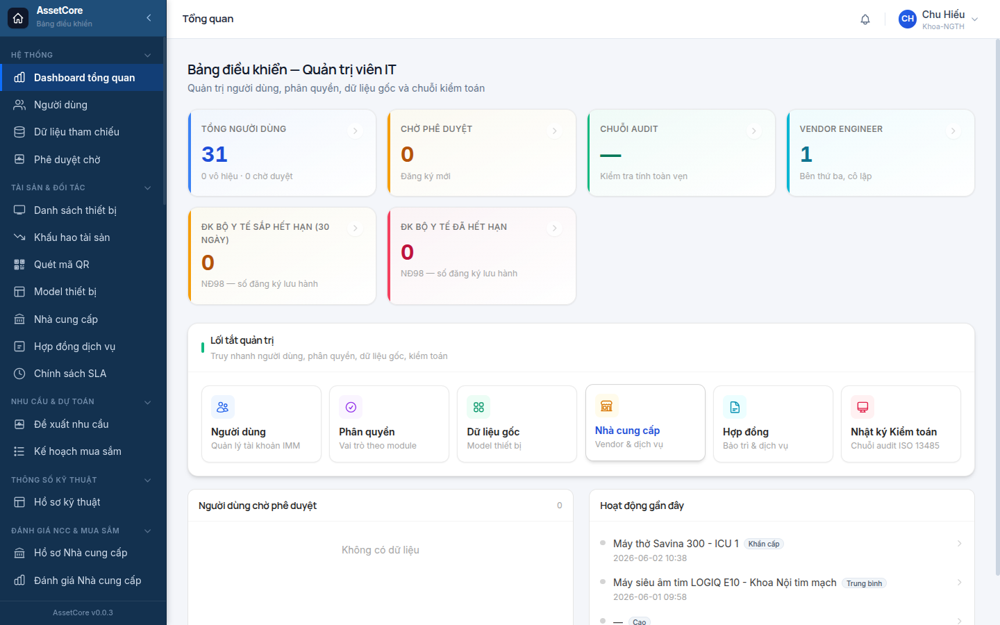 AssetCore
Bảng điều khiển
HỆ THỐNG
Dashboard tổng quan
Người dùng
Dữ liệu tham chiếu
Phê duyệt chờ
TÀI SẢN & ĐỐI TÁC
Danh sách thiết bị
Khấu hao tài sản
Quét mã QR
Model thiết bị
Nhà cung cấp
Hợp đồng dịch vụ
Chính sách SLA
NHU CẦU & DỰ TOÁN
Đề xuất nhu cầu
Kế hoạch mua sắm
THÔNG SỐ KỸ THUẬT
Hồ sơ kỹ thuật
ĐÁNH GIÁ NCC & MUA SẮM
Hồ sơ Nhà cung cấp
Đánh giá Nhà cung cấp
AssetCore v0.0.3
Tổng quan
CH
Chu Hiếu
Khoa-NGTH
Bảng điều khiển — Quản trị viên IT
Quản trị người dùng, phân quyền, dữ liệu gốc và chuỗi kiểm toán
TỔNG NGƯỜI DÙNG
31
0 vô hiệu · 0 chờ duyệt
CHỜ PHÊ DUYỆT
0
Đăng ký mới
CHUỖI AUDIT
—
Kiểm tra tính toàn vẹn
VENDOR ENGINEER
1
Bên thứ ba, cô lập
ĐK BỘ Y TẾ SẮP HẾT HẠN (30
NGÀY)
0
NĐ98 — số đăng ký lưu hành
ĐK BỘ Y TẾ ĐÃ HẾT HẠN
0
NĐ98 — số đăng ký lưu hành
Lối tắt quản trị
Truy nhanh người dùng, phân quyền, dữ liệu gốc, kiểm toán
Người dùng
Quản lý tài khoản IMM
Phân quyền
Vai trò theo module
Dữ liệu gốc
Model thiết bị
Nhà cung cấp
Vendor & dịch vụ
Hợp đồng
Bảo trì & dịch vụ
Nhật ký Kiểm toán
Chuỗi audit ISO 13485
Người dùng chờ phê duyệt
0
Không có dữ liệu
Hoạt động gần đây
Máy thở Savina 300 - ICU 1 Khẩn cấp
2026-06-02 10:38
Máy siêu âm tim LOGIQ E10 - Khoa Nội tim mạch Trung bình
2026-06-01 09:58
— Cao